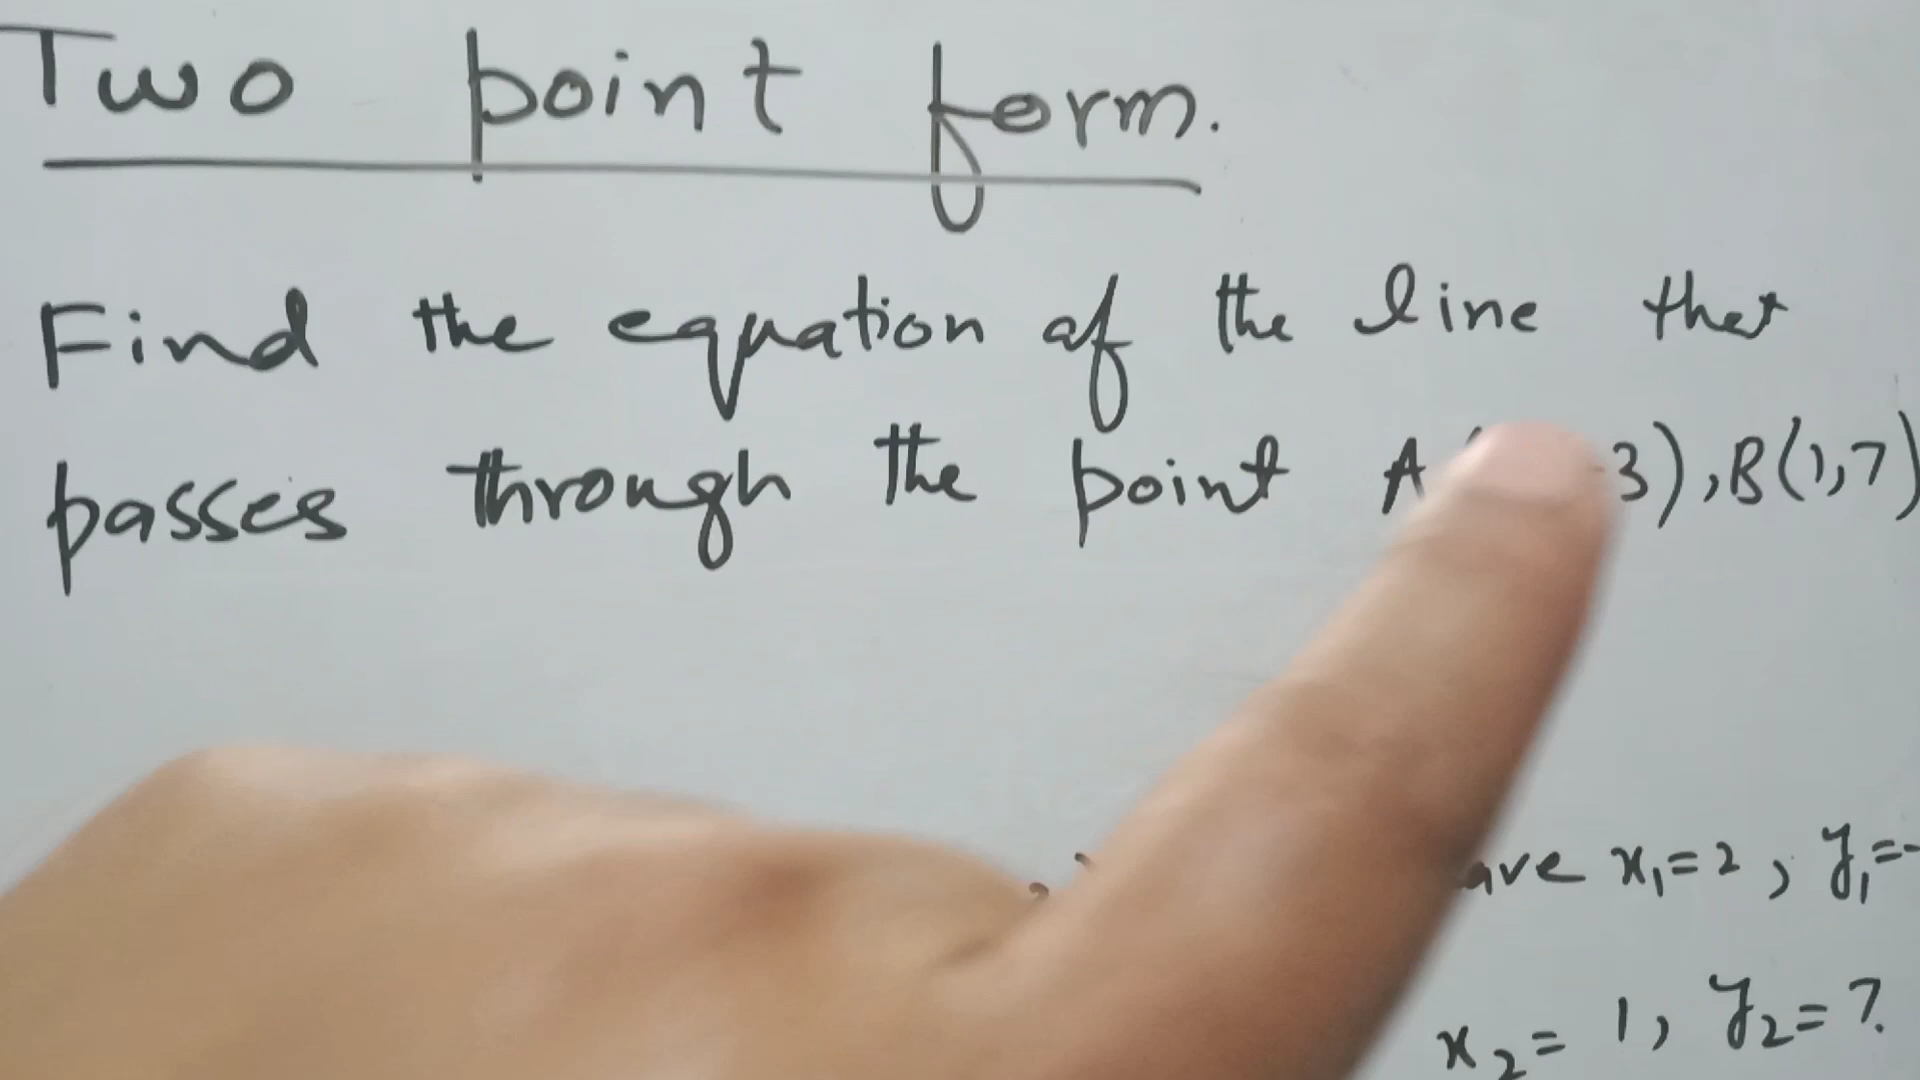 Two point form.
Find the equation of the line that
passes through the point A -3), B(1,7)
x₁=2, y₁=-
x₂= 1, y₂=7.